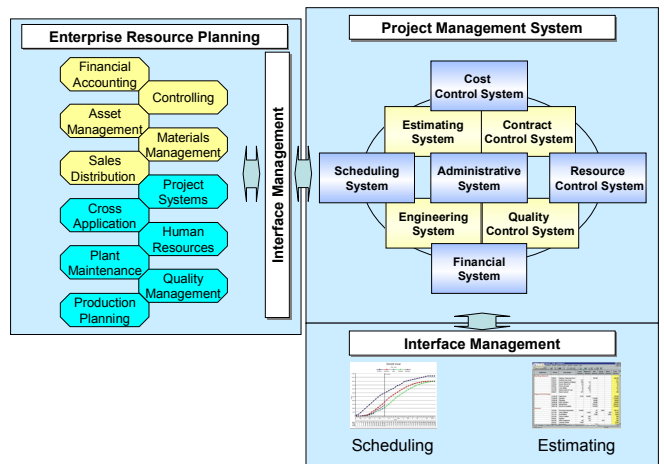 Enterprise Resource Planning
Financial
Accounting
Controlling
Asset
Management
Materials
Management
Sales
Distribution
Project
Systems
Cross
Application
Human
Resources
Plant
Maintenance
Quality
Management
Production
Planning
Interface Management
Project Management System
Cost
Control System
Estimating
System
Contract
Control System
Scheduling
System
Administrative
System
Resource
Control System
Engineering
System
Quality
Control System
Financial
System
Interface Management
Scheduling
Estimating